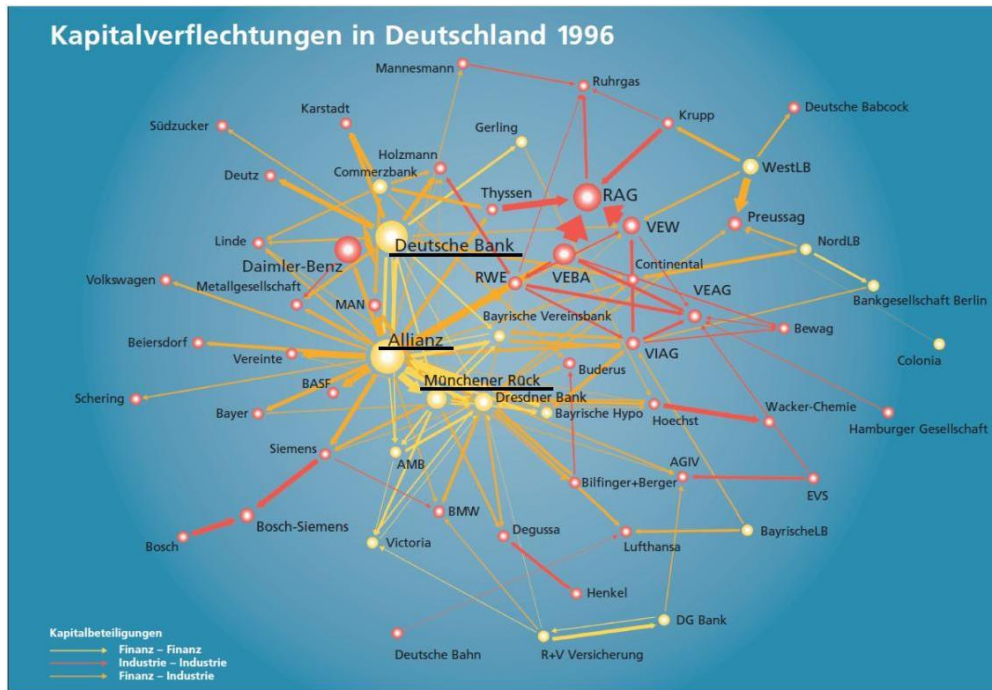 Kapitalverflechtungen in Deutschland 1996
Mannesmann
Ruhrgas
Karstadt
Krupp
Deutsche Babcock
Südzucker
Gerling
Holzmann
Commerzbank
WestLB
Deutz
Thyssen
RAG
Preussag
VEW
Linde
Deutsche Bank
NordLB
Daimler-Benz
Continental
Volkswagen
Metallgesellschaft
RWE
VEBA
VEAG
Bankgesellschaft Berlin
MAN
Bayrische Vereinsbank
Bewag
Beiersdorf
Allianz
VIAG
Vereinte
Colonia
Buderus
BASF
Münchener Rück
Schering
Dresdner Bank
Bayer
Bayrische Hypo
Hoechst
Wacker-Chemie
Hamburger Gesellschaft
Siemens
AMB
AGIV
Bilfinger+Berger
EVS
Bosch-Siemens
BMW
Degussa
BayrischeLB
Bosch
Victoria
Lufthansa
Henkel
DG Bank
Deutsche Bahn
R+V Versicherung
Kapitalbeteiligungen
Finanz – Finanz
Industrie – Industrie
Finanz – Industrie